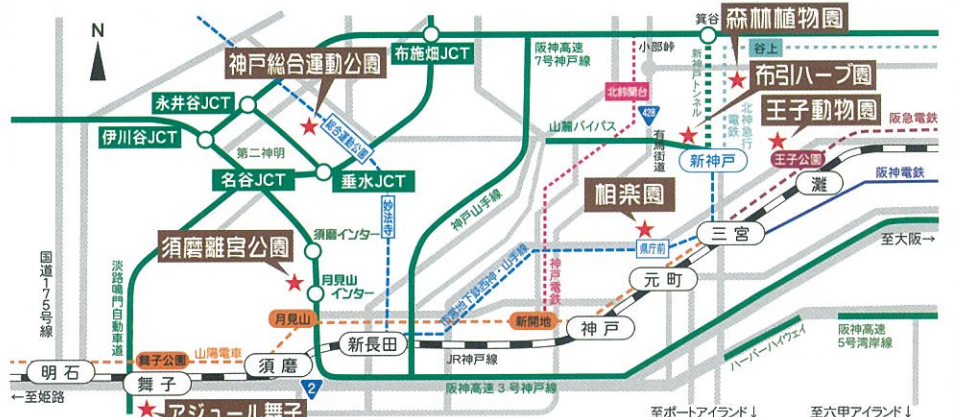 N
神戸総合運動公園
布施畑JCT
阪神高速
7号神戸線
小部峠
箕谷
森林植物園
谷上
新神戸トンネル
北神急行
電鉄
布引ハーブ園
王子動物園
永井谷JCT
伊川谷JCT
総合運動公園
北鈴蘭台
428
有馬街道
山麓バイパス
新神戸
王子公園
阪急電鉄
灘
阪神電鉄
第二神明
名谷JCT
垂水JCT
妙法寺
神戸山手線
相楽園
県庁前
三宮
至大阪→
須磨離宮公園
須磨インター
月見山
インター
市営地下鉄西神・山手線
神戸電鉄
元町
国道175号線
淡路鳴門自動車道
月見山
新開地
神戸
新長田
JR神戸線
ハーバーハイウェイ
阪神高速
5号湾岸線
明石
舞子公園
山陽電車
須磨
舞子
2
阪神高速3号神戸線
←至姫路
アジュール舞子
至ポートアイランド↓
至六甲アイランド↓